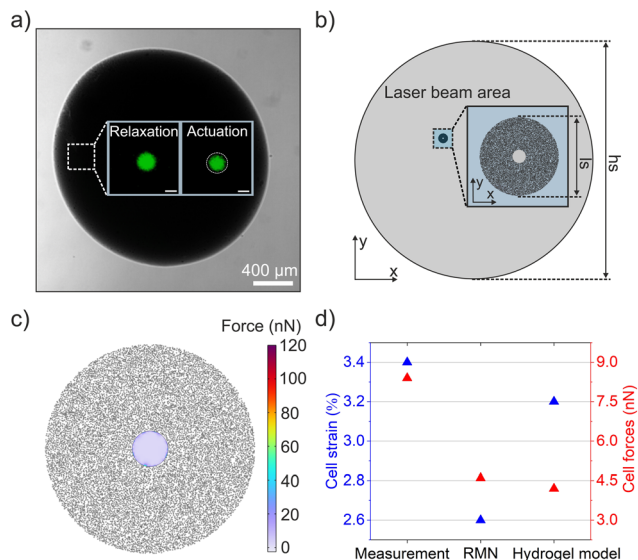 a)
Relaxation
Actuation
400 µm
b)
Laser beam area
y
x
ls
hs
y
x
c)
Force (nN)
120
100
80
60
40
20
0
d)
Cell strain (%)
3.4
3.2
3.0
2.8
2.6
9.0
7.5
6.0
4.5
3.0
Cell forces (nN)
Measurement RMN Hydrogel model